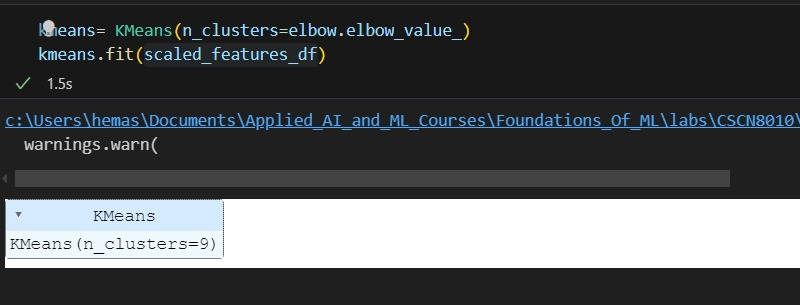 kmeans= KMeans(n_clusters=elbow.elbow_value_)
kmeans.fit(scaled_features_df)
1.5s
c:\Users\hemas\Documents\Applied_AI_and_ML_Courses\Foundations_Of_ML\labs\CSCN8010\
warnings.warn(
KMeans
KMeans(n_clusters=9)